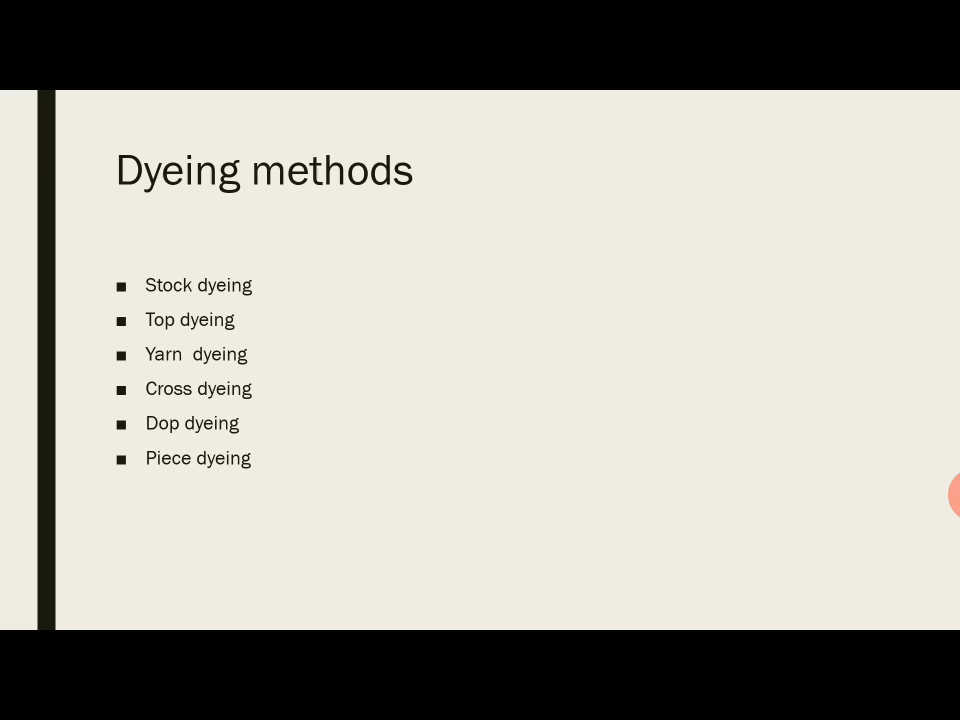 Dyeing methods
■ Stock dyeing
■ Top dyeing
■ Yarn  dyeing
■ Cross dyeing
■ Dop dyeing
■ Piece dyeing